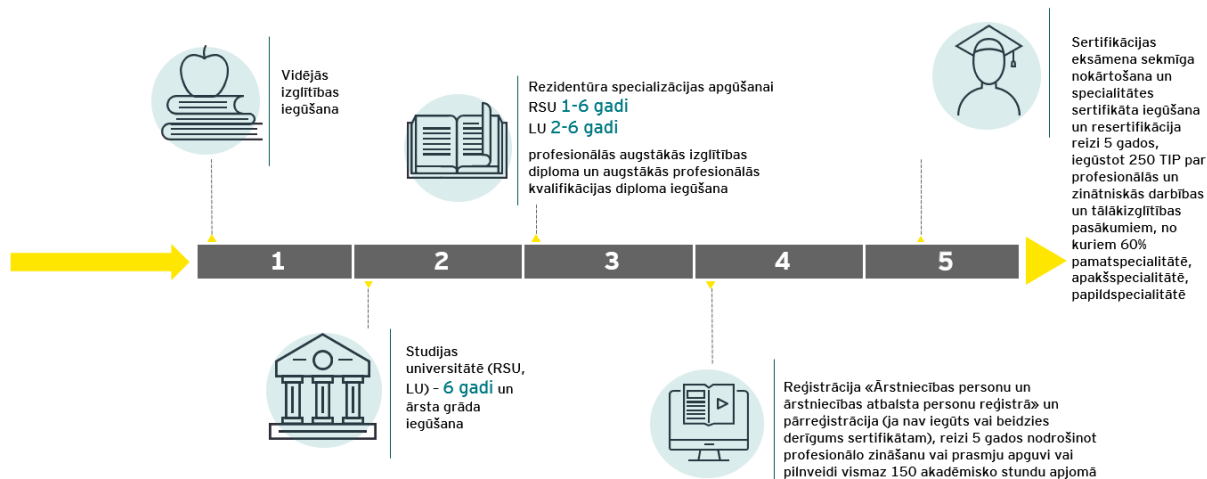 Vidējās
izglītības
iegūšana
Rezidentūra specializācijas apgūšanai
RSU 1-6 gadi
LU 2-6 gadi
profesionālās augstākās izglītības
diploma un augstākās profesionālās
kvalifikācijas diploma iegūšana
Sertifikācijas
eksāmena sekmīga
nokārtošana un
specialitātes
sertifikāta iegūšana
un resertifikācija
reizi 5 gados,
iegūstot 250 TIP par
profesionālās un
zinātniskās darbības
un tālākizglītības
pasākumiem, no
kuriem 60%
pamatspecialitātē,
apakšspecialitātē,
papildspecialitātē
1 2 3 4 5
Studijas
universitātē (RSU,
LU) – 6 gadi un
ārsta grāda
iegūšana
Reģistrācija «Ārstniecības personu un
ārstniecības atbalsta personu reģistrā» un
pārreģistrācija (ja nav iegūts vai beidzies
derīgums sertifikātam), reizi 5 gados nodrošinot
profesionālo zināšanu vai prasmju apguvi vai
pilnveidi vismaz 150 akadēmisko stundu apjomā